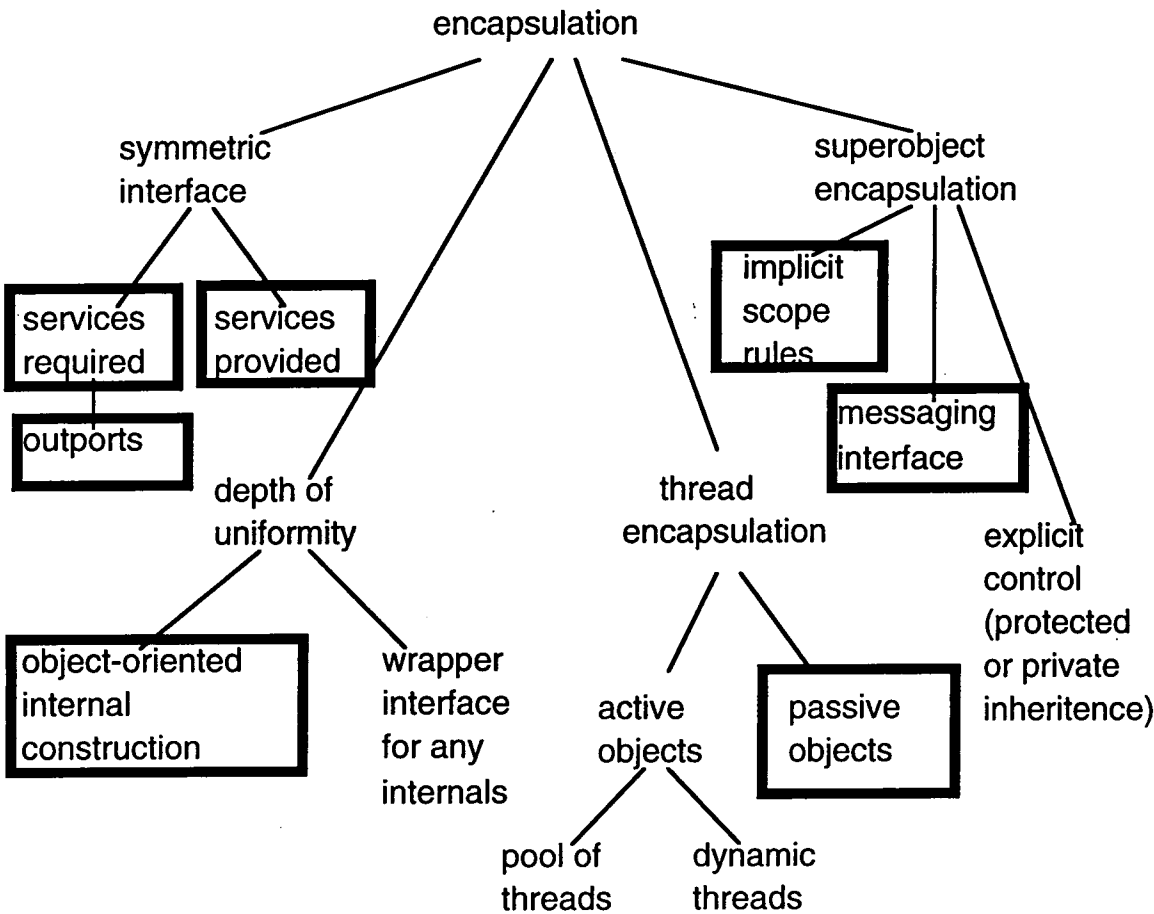 encapsulation
symmetric
interface
superobject
encapsulation
services
required
services
provided
implicit
scope
rules
outports
messaging
interface
depth of
uniformity
thread
encapsulation
explicit
control
(protected
or private
inheritence)
object-oriented
internal
construction
wrapper
interface
for any
internals
active
objects
passive
objects
pool of
threads
dynamic
threads